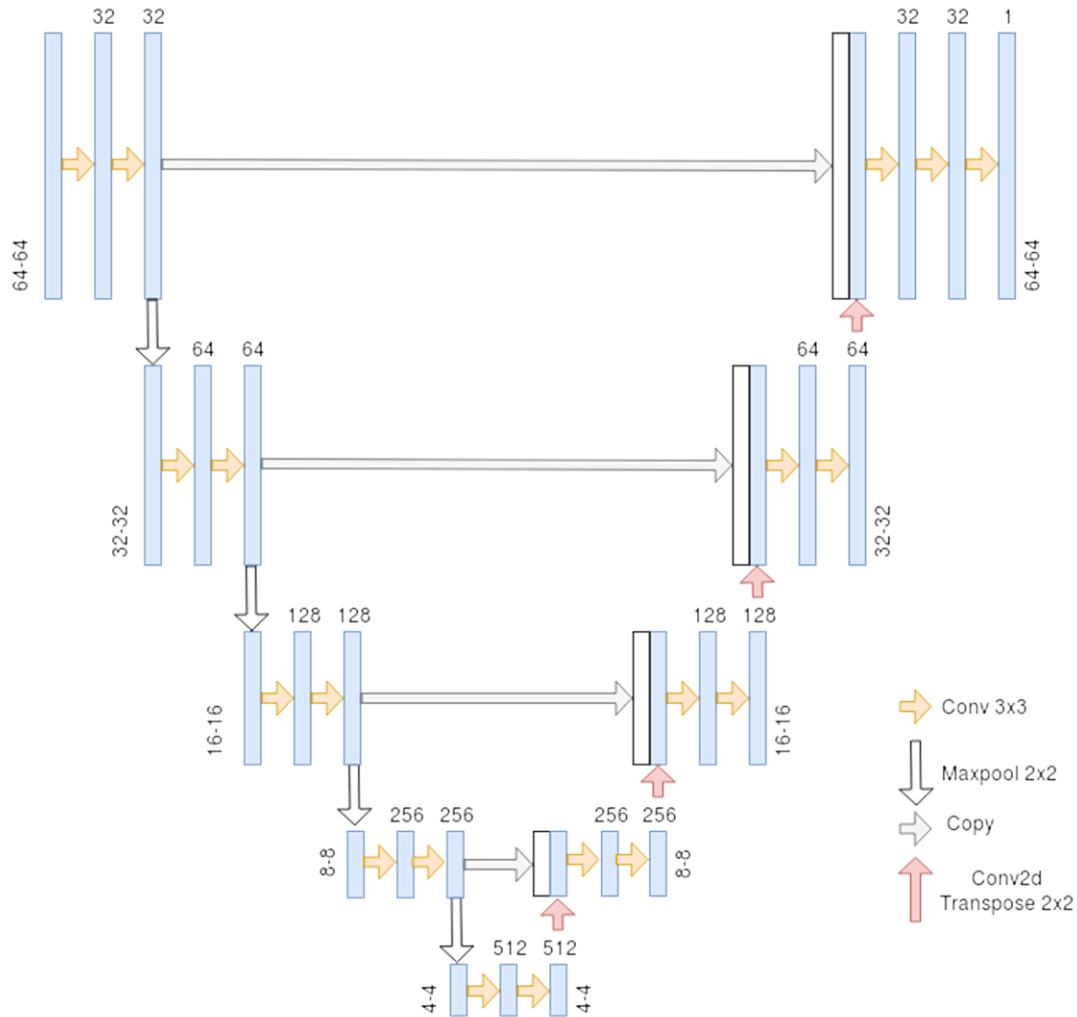 32 32 32 32 1
64-64 64-64
64 64 64 64
32-32 32-32
128 128 128 128
16-16 16-16
Conv 3x3
Maxpool 2x2
256 256 256 256
Copy
8-8 8-8
Conv2d
Transpose 2x2
512 512
4-4 4-4